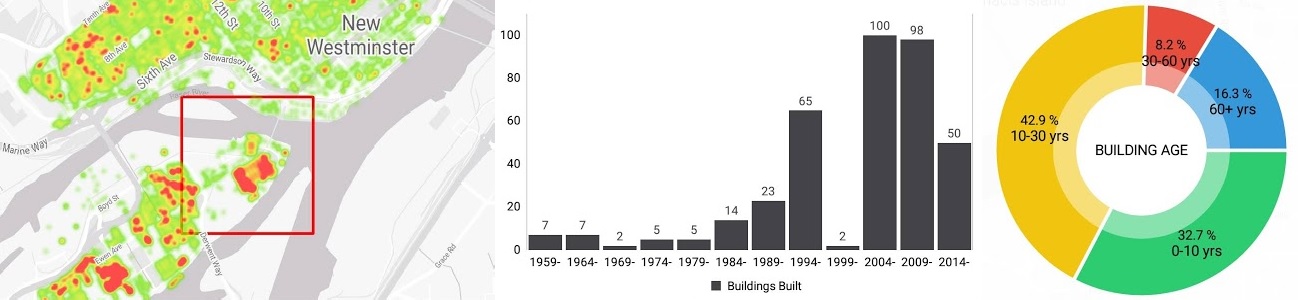 12th St
10th St
New
Westminster
Tenth Ave
8th Ave
Sixth Ave
Stewardson Way
Marine Way
Boyd St
Ewen Ave
Derwent Way
Grace Rd
100
80
60
40
20
0
7
7
2
5
5
14
23
65
2
100
98
50
1959-
1964-
1969-
1974-
1979-
1984-
1989-
1994-
1999-
2004-
2009-
2014-
Buildings Built
8.2 %
30-60 yrs
16.3 %
60+ yrs
42.9 %
10-30 yrs
BUILDING AGE
32.7 %
0-10 yrs